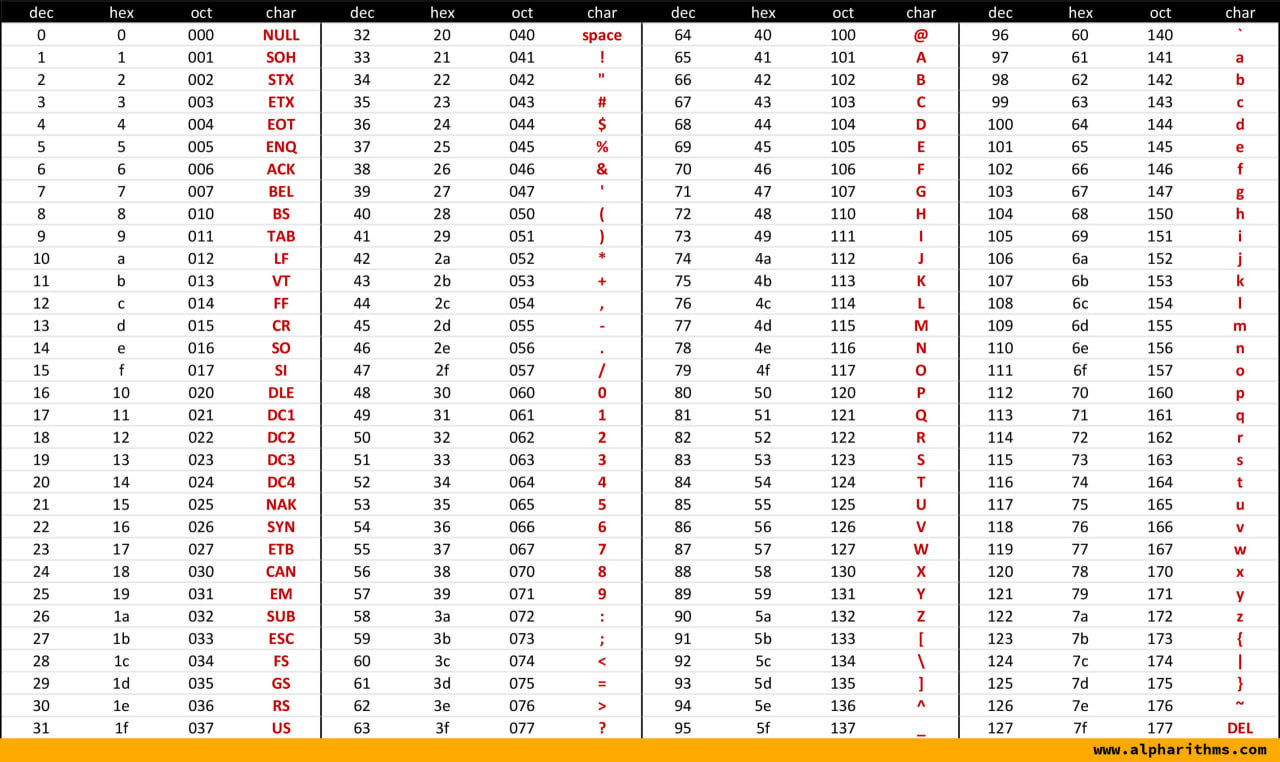 dec hex oct char dec hex oct char dec hex oct char dec hex oct char
0 0 000 NULL 32 20 040 space 64 40 100 @ 96 60 140 `
1 1 001 SOH 33 21 041 ! 65 41 101 A 97 61 141 a
2 2 002 STX 34 22 042 " 66 42 102 B 98 62 142 b
3 3 003 ETX 35 23 043 # 67 43 103 C 99 63 143 c
4 4 004 EOT 36 24 044 $ 68 44 104 D 100 64 144 d
5 5 005 ENQ 37 25 045 % 69 45 105 E 101 65 145 e
6 6 006 ACK 38 26 046 & 70 46 106 F 102 66 146 f
7 7 007 BEL 39 27 047 ' 71 47 107 G 103 67 147 g
8 8 010 BS 40 28 050 ( 72 48 110 H 104 68 150 h
9 9 011 TAB 41 29 051 ) 73 49 111 I 105 69 151 i
10 a 012 LF 42 2a 052 * 74 4a 112 J 106 6a 152 j
11 b 013 VT 43 2b 053 + 75 4b 113 K 107 6b 153 k
12 c 014 FF 44 2c 054 , 76 4c 114 L 108 6c 154 l
13 d 015 CR 45 2d 055 - 77 4d 115 M 109 6d 155 m
14 e 016 SO 46 2e 056 . 78 4e 116 N 110 6e 156 n
15 f 017 SI 47 2f 057 / 79 4f 117 O 111 6f 157 o
16 10 020 DLE 48 30 060 0 80 50 120 P 112 70 160 p
17 11 021 DC1 49 31 061 1 81 51 121 Q 113 71 161 q
18 12 022 DC2 50 32 062 2 82 52 122 R 114 72 162 r
19 13 023 DC3 51 33 063 3 83 53 123 S 115 73 163 s
20 14 024 DC4 52 34 064 4 84 54 124 T 116 74 164 t
21 15 025 NAK 53 35 065 5 85 55 125 U 117 75 165 u
22 16 026 SYN 54 36 066 6 86 56 126 V 118 76 166 v
23 17 027 ETB 55 37 067 7 87 57 127 W 119 77 167 w
24 18 030 CAN 56 38 070 8 88 58 130 X 120 78 170 x
25 19 031 EM 57 39 071 9 89 59 131 Y 121 79 171 y
26 1a 032 SUB 58 3a 072 : 90 5a 132 Z 122 7a 172 z
27 1b 033 ESC 59 3b 073 ; 91 5b 133 [ 123 7b 173 {
28 1c 034 FS 60 3c 074 < 92 5c 134 \ 124 7c 174 |
29 1d 035 GS 61 3d 075 = 93 5d 135 ] 125 7d 175 }
30 1e 036 RS 62 3e 076 > 94 5e 136 ^ 126 7e 176 ~
31 1f 037 US 63 3f 077 ? 95 5f 137 _ 127 7f 177 DEL
www.alpharithms.com